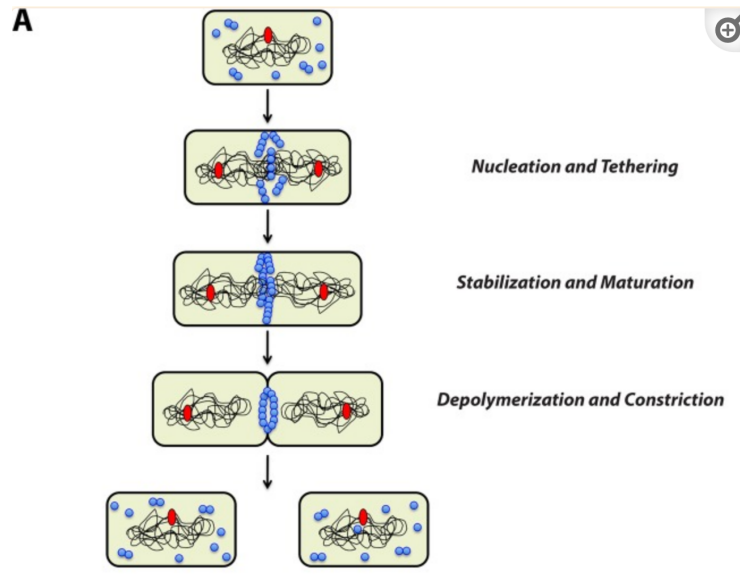 A
Nucleation and Tethering
Stabilization and Maturation
Depolymerization and Constriction